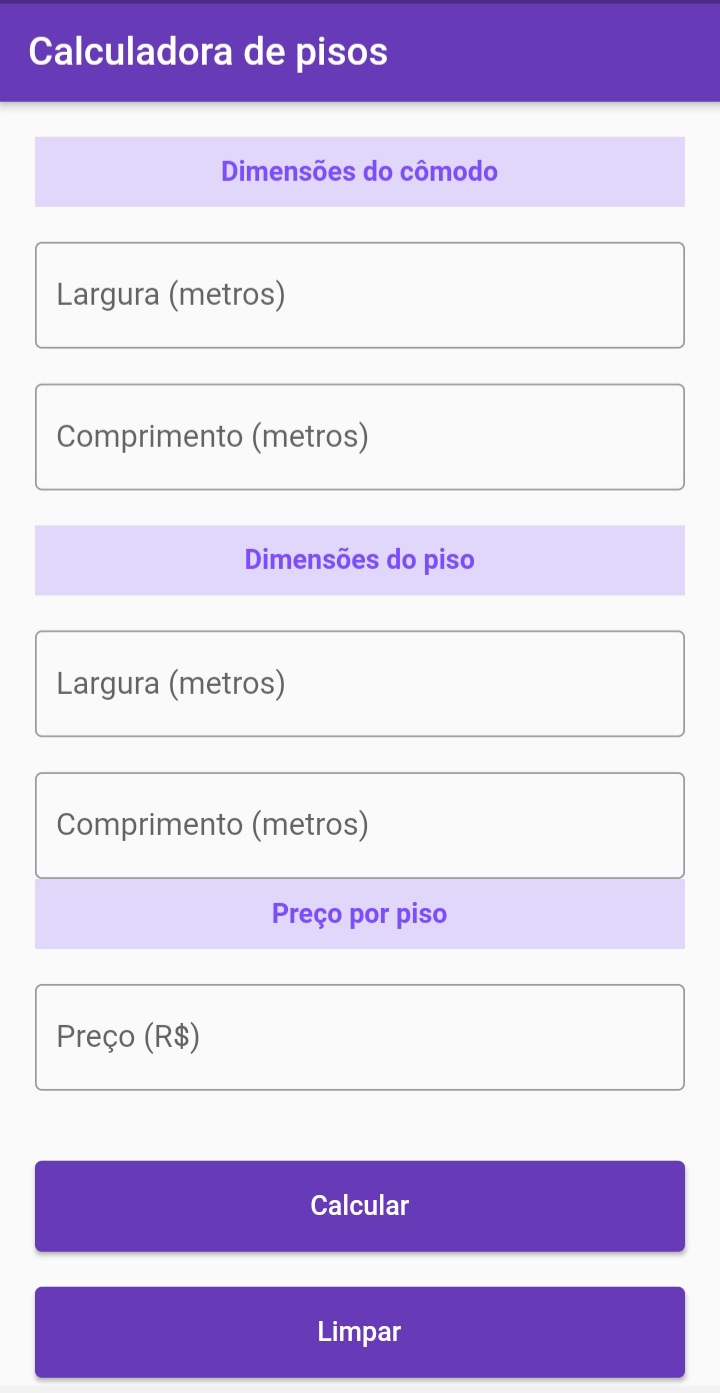 Calculadora de pisos
Dimensões do cômodo
Largura (metros)
Comprimento (metros)
Dimensões do piso
Largura (metros)
Comprimento (metros)
Preço por piso
Preço (R$)
Calcular
Limpar